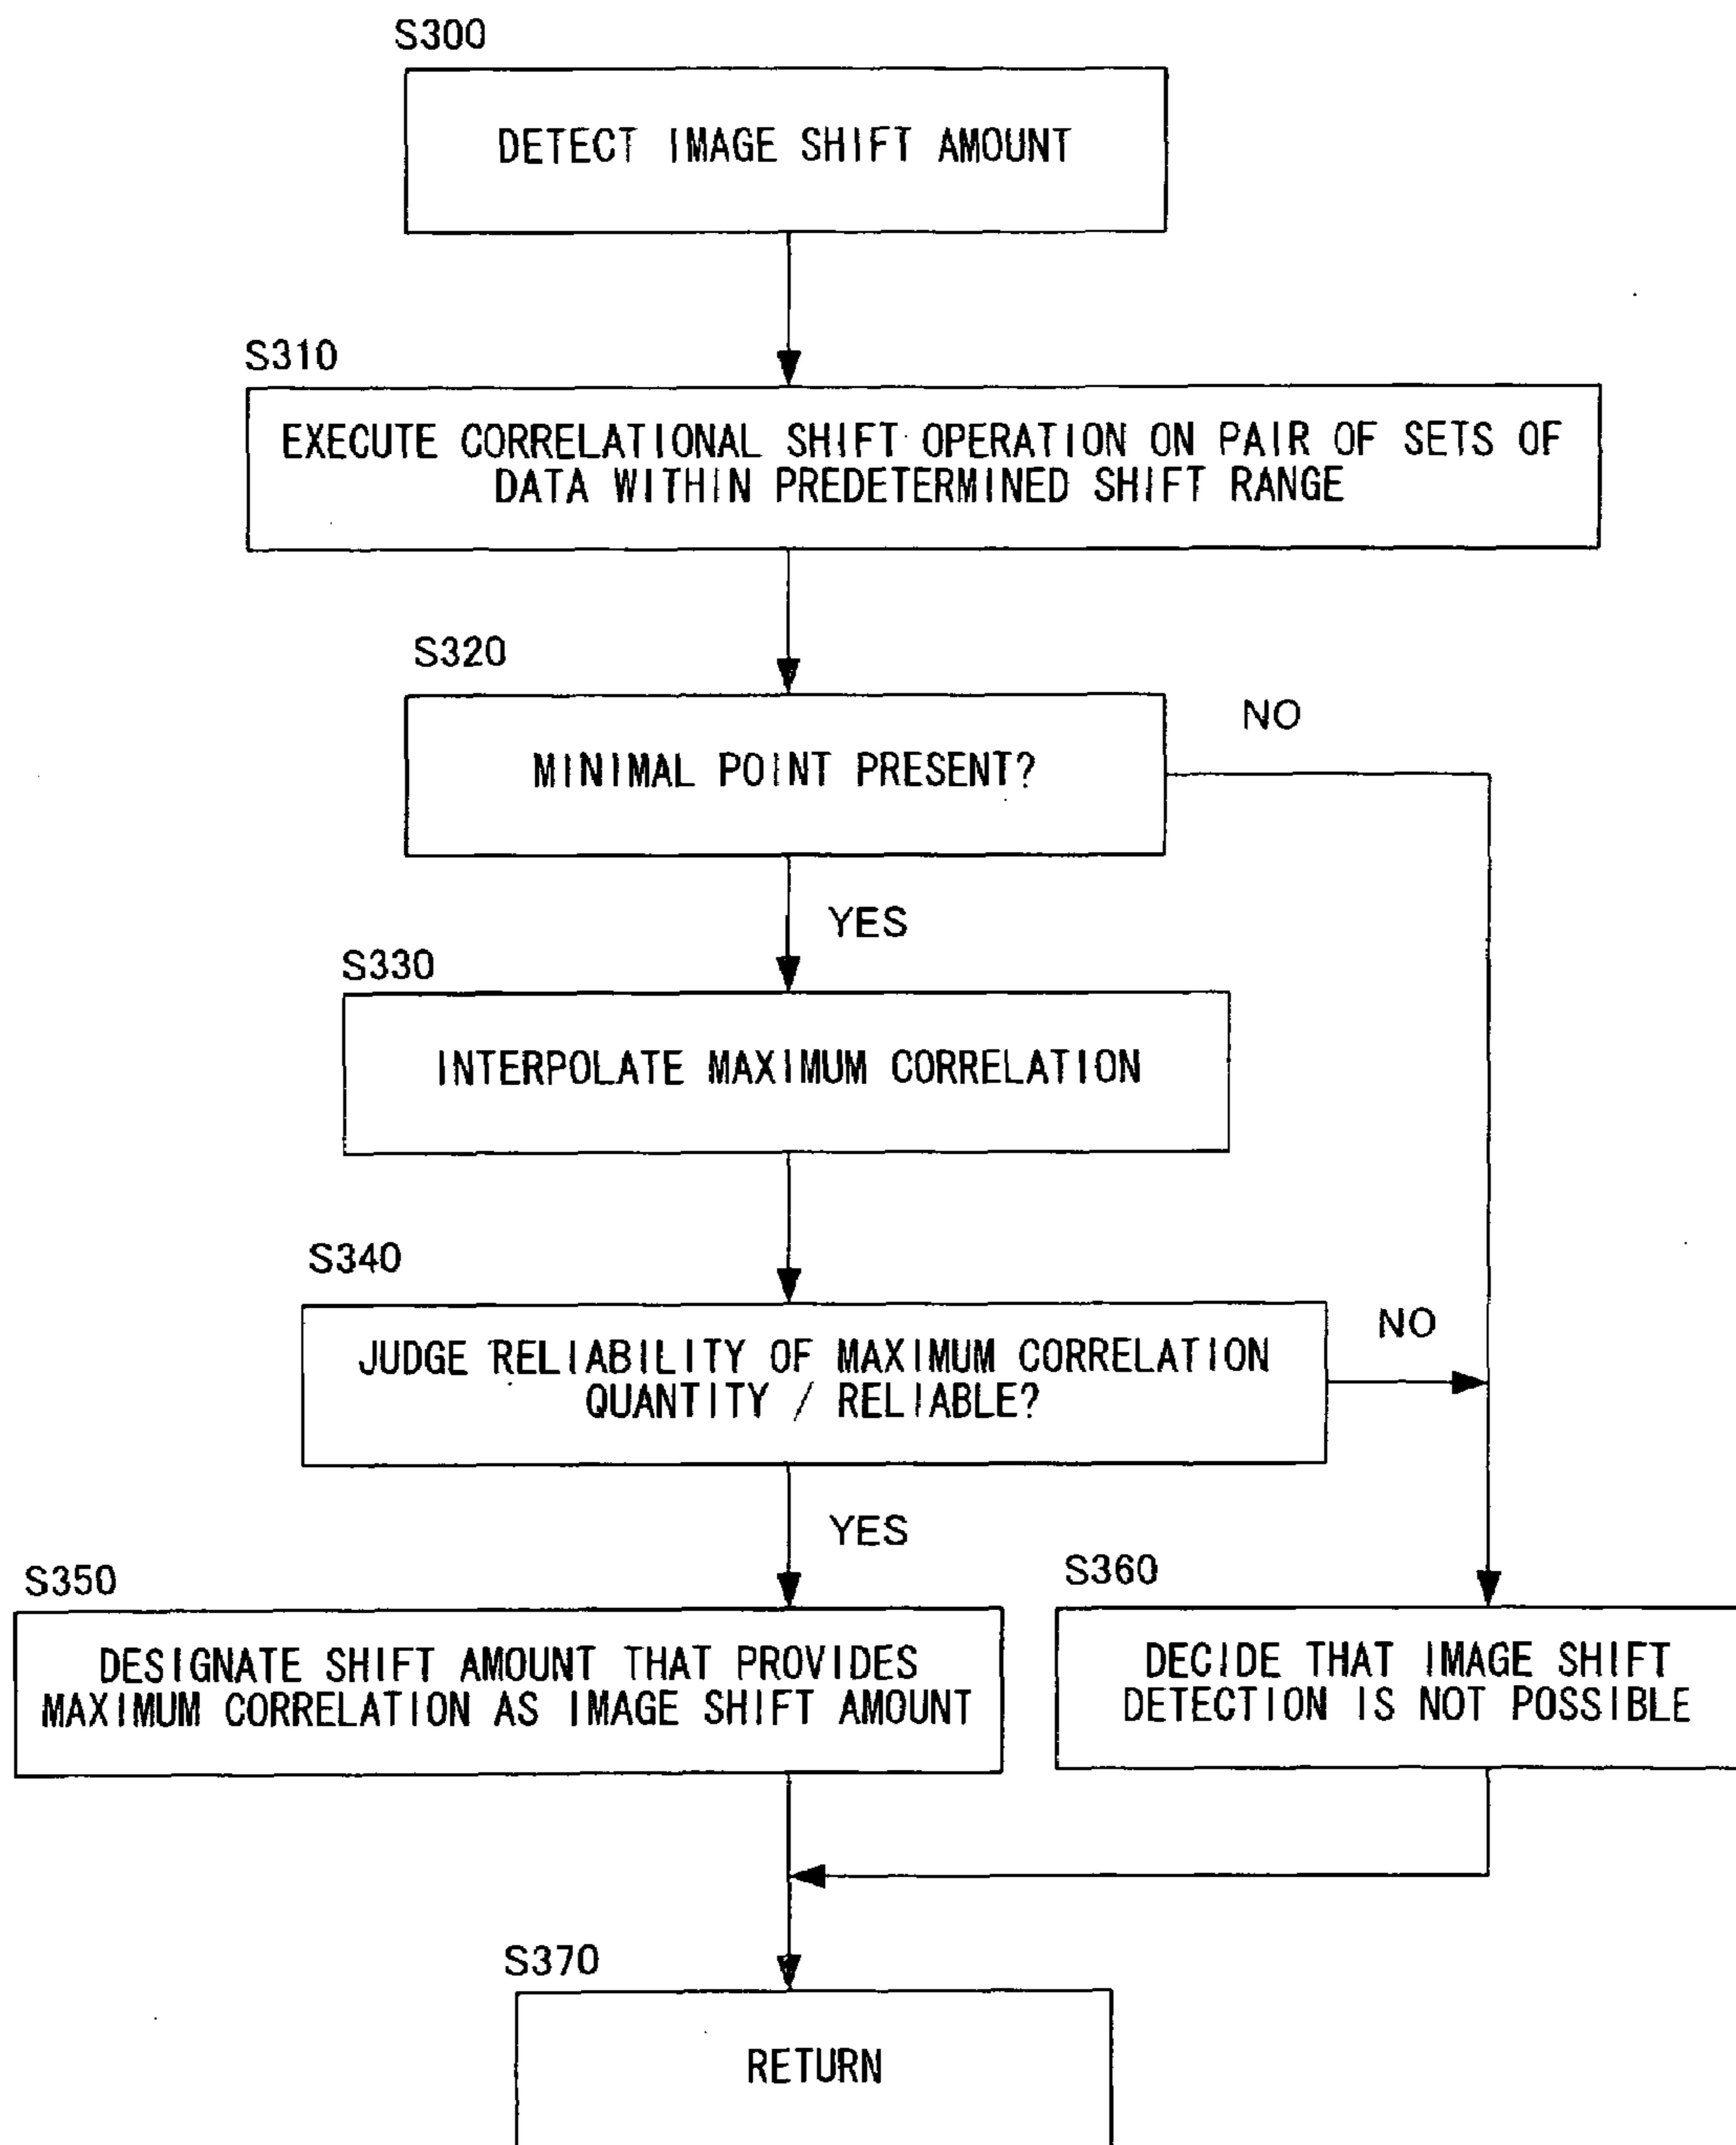 S300
DETECT IMAGE SHIFT AMOUNT
S310
EXECUTE CORRELATIONAL SHIFT OPERATION ON PAIR OF SETS OF
DATA WITHIN PREDETERMINED SHIFT RANGE
S320
MINIMAL POINT PRESENT?
NO
YES
S330
INTERPOLATE MAXIMUM CORRELATION
S340
JUDGE RELIABILITY OF MAXIMUM CORRELATION
QUANTITY / RELIABLE?
NO
YES
S350
DESIGNATE SHIFT AMOUNT THAT PROVIDES
MAXIMUM CORRELATION AS IMAGE SHIFT AMOUNT
S360
DECIDE THAT IMAGE SHIFT
DETECTION IS NOT POSSIBLE
S370
RETURN